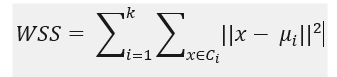 WSS = ∑_{i=1}^{k} ∑_{x∈C_i} ||x − μ_i||²